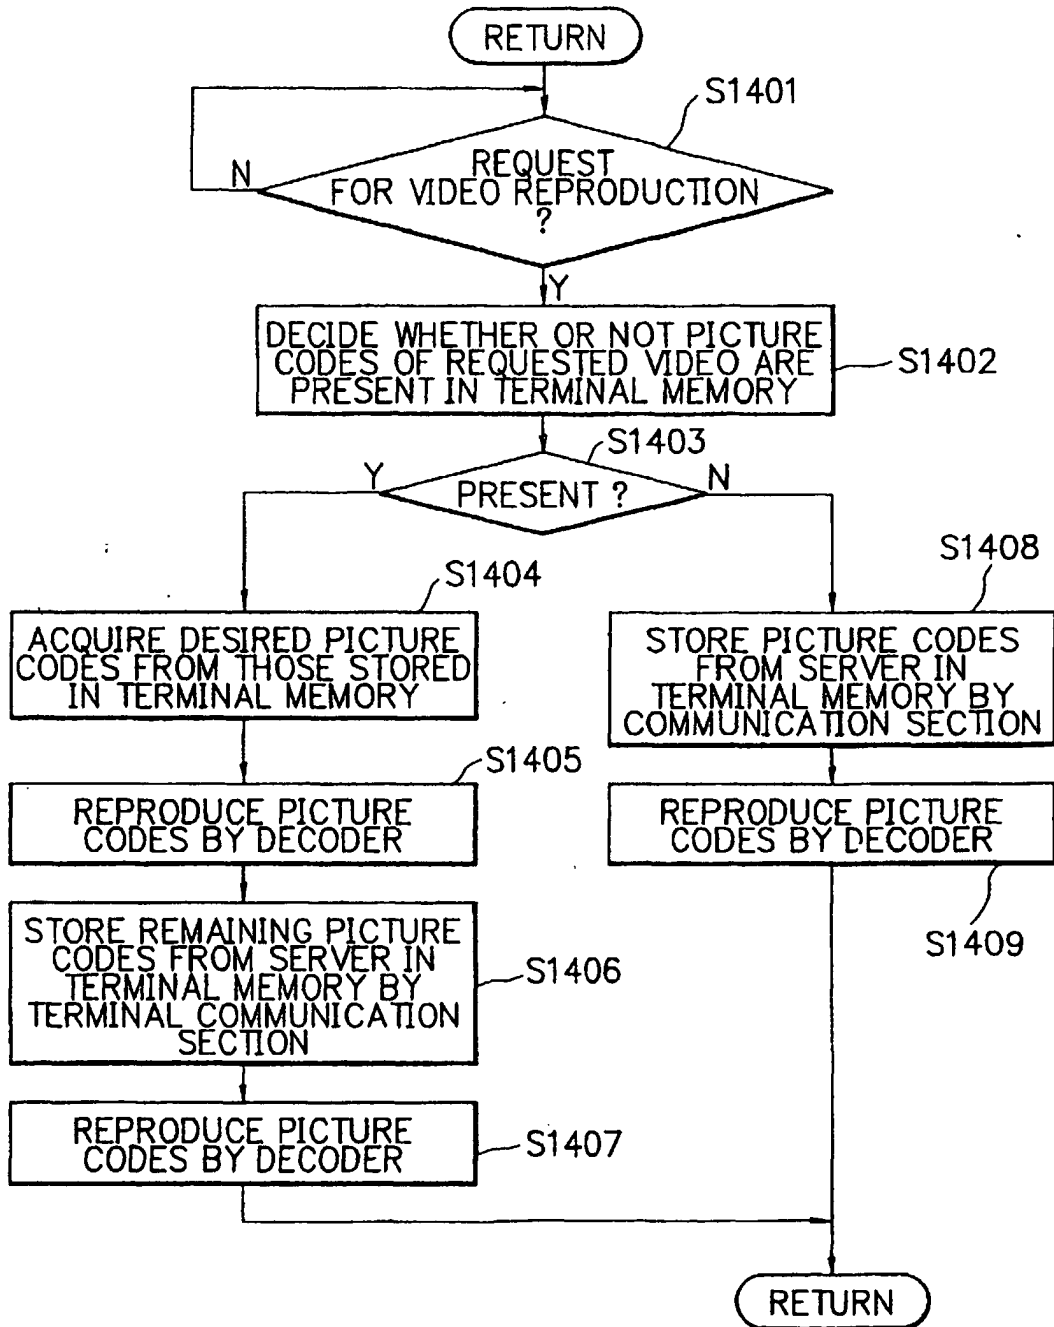 RETURN
S1401
REQUEST
FOR VIDEO REPRODUCTION
?
N
Y
DECIDE WHETHER OR NOT PICTURE
CODES OF REQUESTED VIDEO ARE
PRESENT IN TERMINAL MEMORY
S1402
S1403
PRESENT ?
Y
N
S1404
ACQUIRE DESIRED PICTURE
CODES FROM THOSE STORED
IN TERMINAL MEMORY
S1405
REPRODUCE PICTURE
CODES BY DECODER
STORE REMAINING PICTURE
CODES FROM SERVER IN
TERMINAL MEMORY BY
TERMINAL COMMUNICATION
SECTION
S1406
REPRODUCE PICTURE
CODES BY DECODER
S1407
S1408
STORE PICTURE CODES
FROM SERVER IN
TERMINAL MEMORY BY
COMMUNICATION SECTION
REPRODUCE PICTURE
CODES BY DECODER
S1409
RETURN